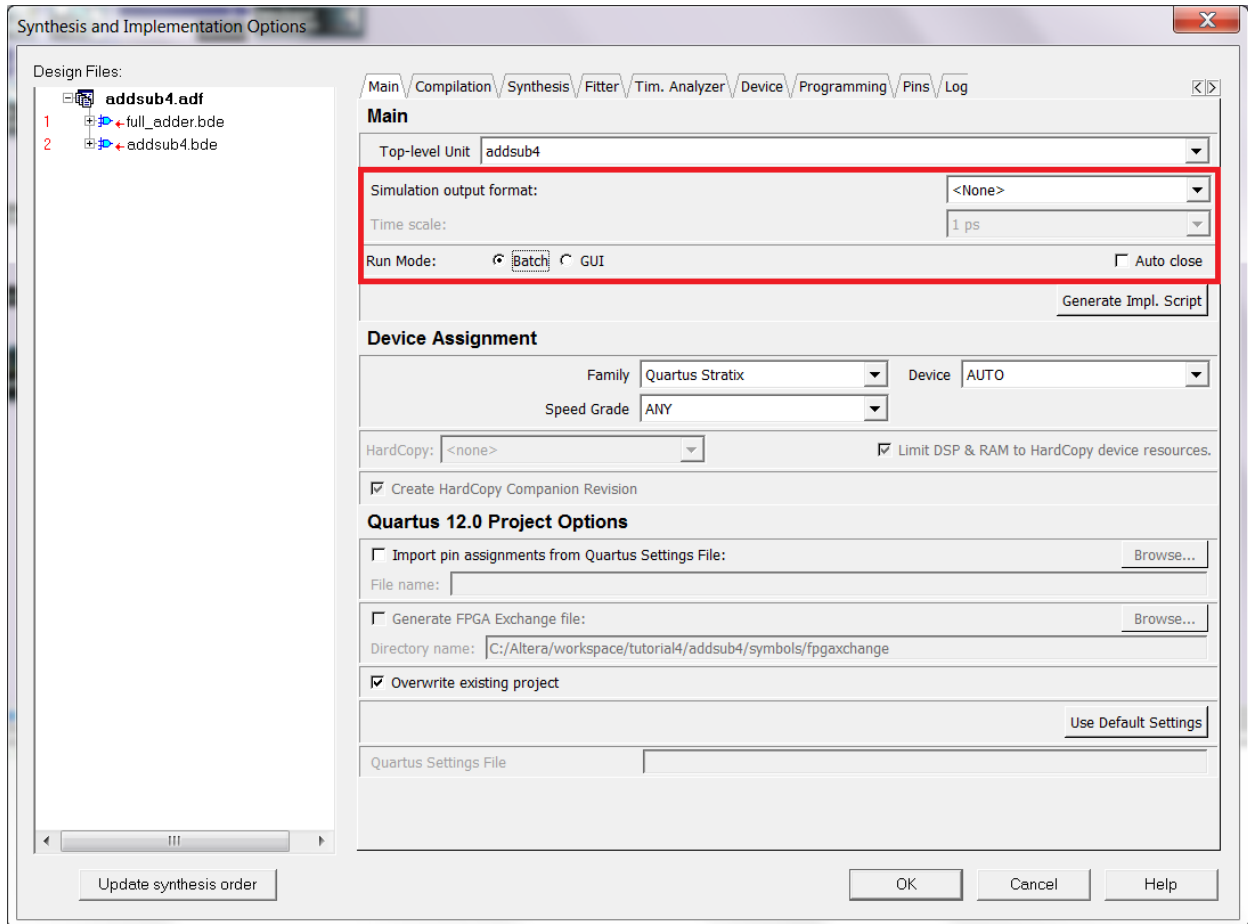 Synthesis and Implementation Options
Design Files:
addsub4.adf
1 full_adder.bde
2 addsub4.bde
Update synthesis order
Main Compilation Synthesis Fitter Tim. Analyzer Device Programming Pins Log
Main
Top-level Unit addsub4
Simulation output format: <None>
Time scale: 1 ps
Run Mode: Batch GUI Auto close
Generate Impl. Script
Device Assignment
Family Quartus Stratix Device AUTO
Speed Grade ANY
HardCopy: <none> Limit DSP & RAM to HardCopy device resources.
Create HardCopy Companion Revision
Quartus 12.0 Project Options
Import pin assignments from Quartus Settings File: Browse...
File name:
Generate FPGA Exchange file: Browse...
Directory name: C:/Altera/workspace/tutorial4/addsub4/symbols/fpgaxchange
Overwrite existing project
Use Default Settings
Quartus Settings File
OK Cancel Help